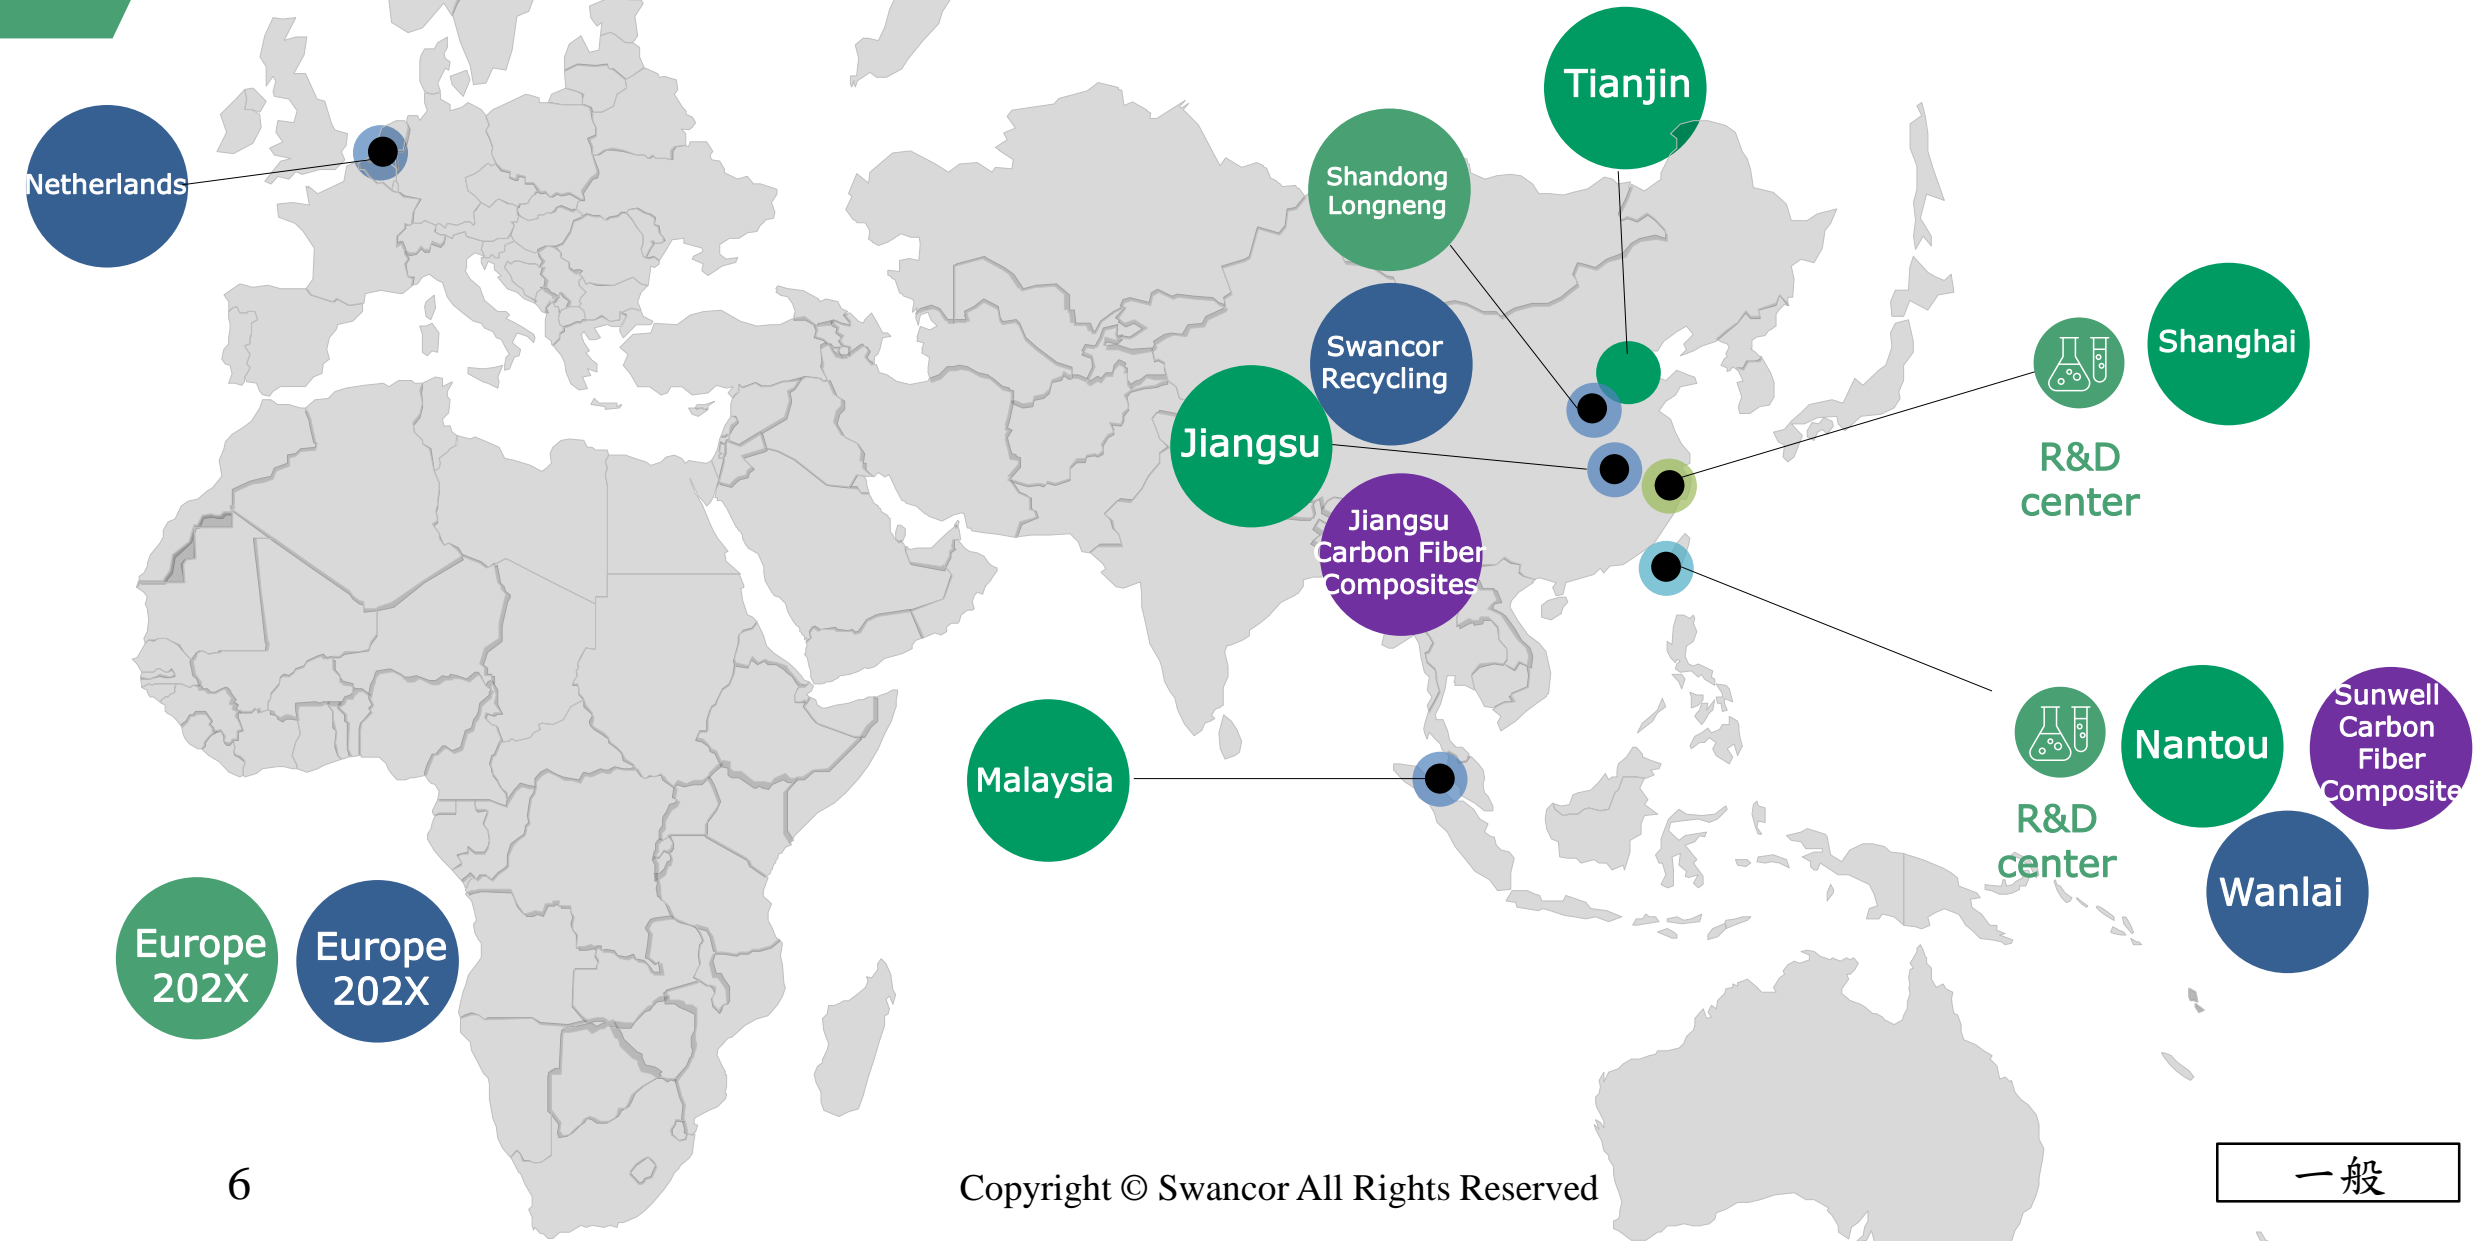 Tianjin
Netherlands
Shandong
Longneng
Swancor
Recycling
Jiangsu
Jiangsu
Carbon Fiber
Composites
Shanghai
R&D
center
Malaysia
R&D
center
Nantou
Sunwell
Carbon
Fiber
Composite
Wanlai
Europe
202X
Europe
202X
6
Copyright © Swancor All Rights Reserved
一般